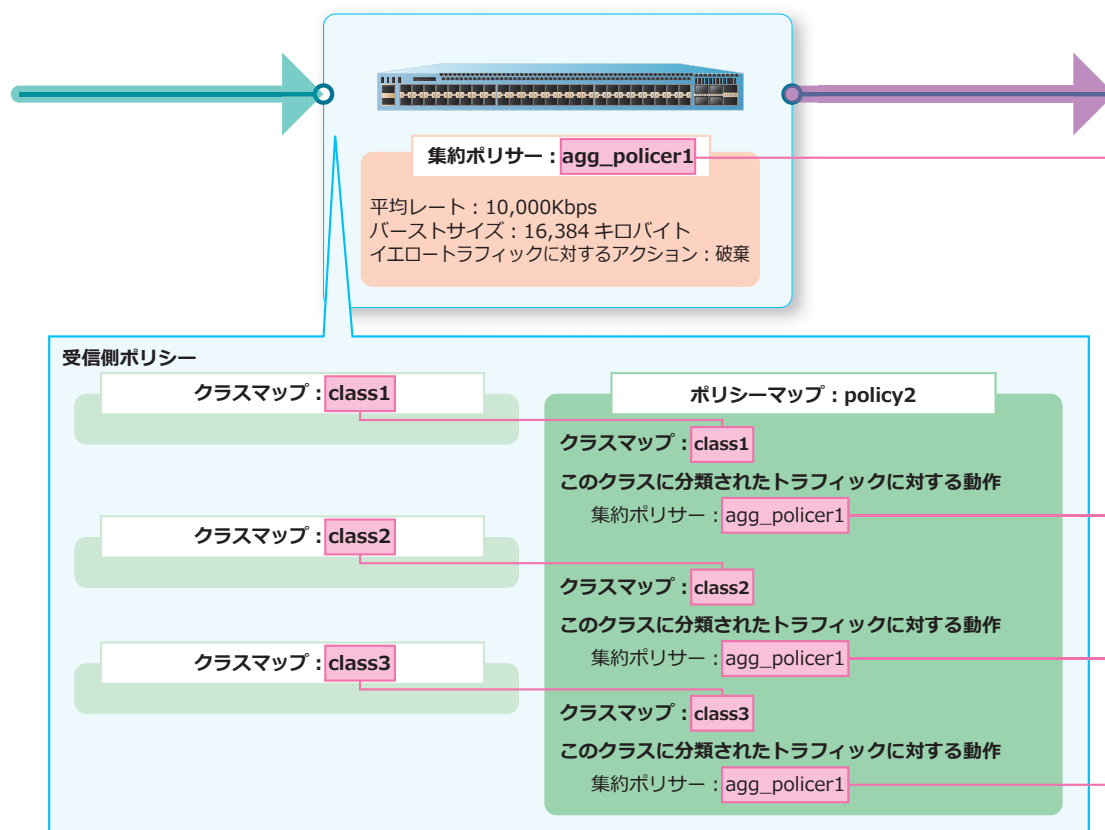 集約ポリサー：agg_policer1
平均レート：10,000Kbps
バーストサイズ：16,384 キロバイト
イエロートラフィックに対するアクション：破棄
受信側ポリシー
クラスマップ：class1
クラスマップ：class2
クラスマップ：class3
ポリシーマップ：policy2
クラスマップ：class1
このクラスに分類されたトラフィックに対する動作
集約ポリサー：agg_policer1
クラスマップ：class2
このクラスに分類されたトラフィックに対する動作
集約ポリサー：agg_policer1
クラスマップ：class3
このクラスに分類されたトラフィックに対する動作
集約ポリサー：agg_policer1